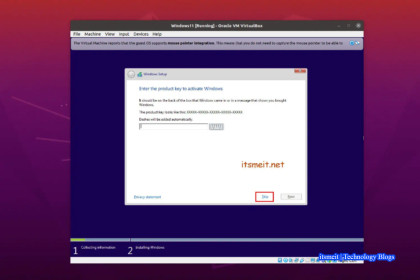 Windows11 [Running] - Oracle VM VirtualBox
File Machine View Input Devices Help
The Virtual Machine reports that the guest OS supports mouse pointer integration. This means that you do not need to capture the mouse pointer to be able to
Windows Setup
Enter the product key to activate Windows
It should be on the back of the box that Windows came in or in a message that shows you bought
Windows.
The product key looks like this: XXXXX-XXXXX-XXXXX-XXXXX-XXXXX
Dashes will be added automatically
itsmeit.net
Privacy statement
Skip
Next
1 Collecting information
2 Installing Windows
itsmeit - Technology Blogs